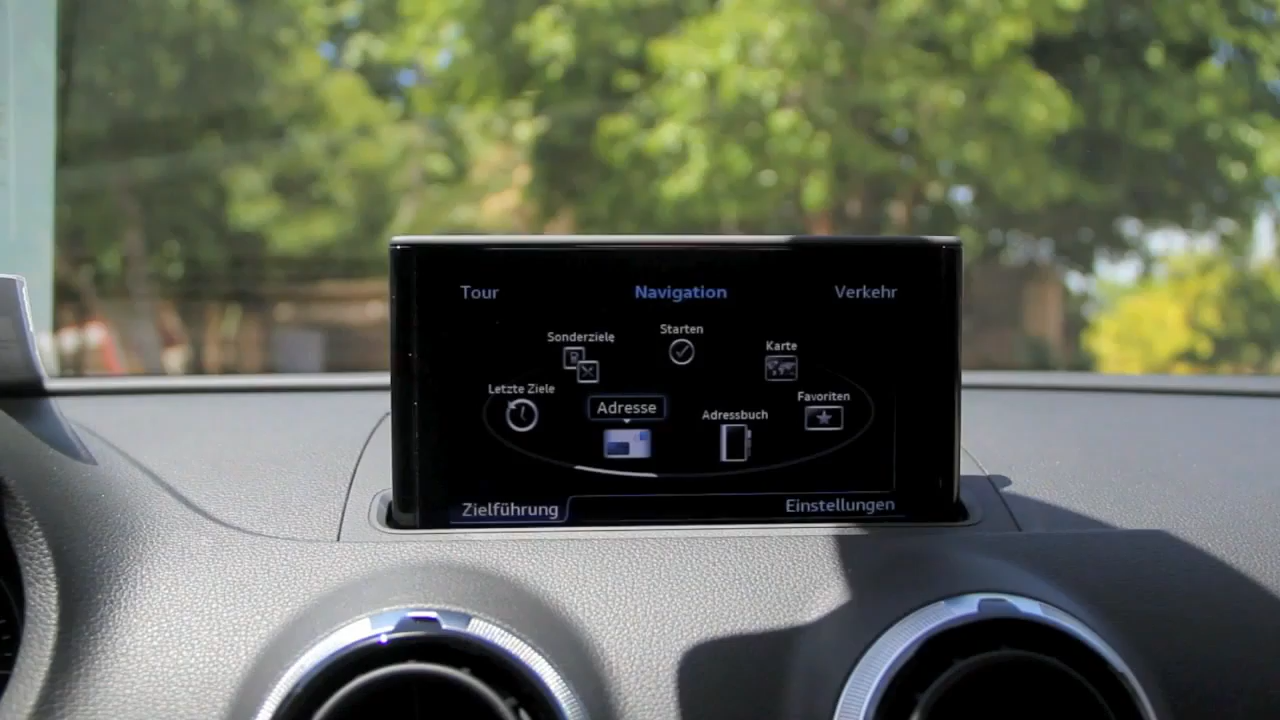 Tour Navigation Verkehr
Starten
Sonderziele
Karte
Letzte Ziele
Favoriten
Adresse
Adressbuch
Zielführung Einstellungen